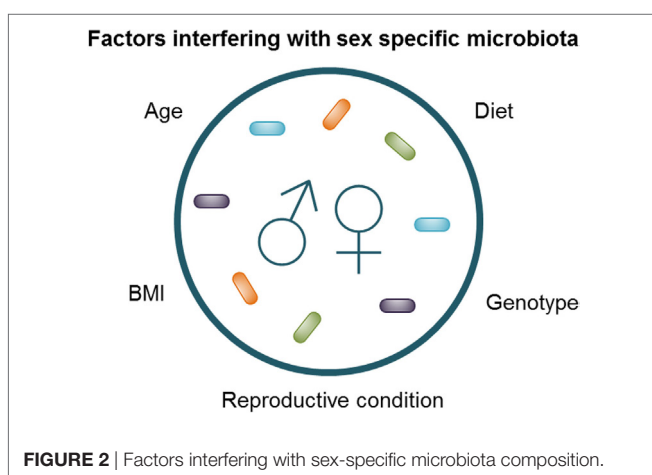 Factors interfering with sex specific microbiota
Age
Diet
BMI
Genotype
Reproductive condition
FIGURE 2 | Factors interfering with sex-specific microbiota composition.